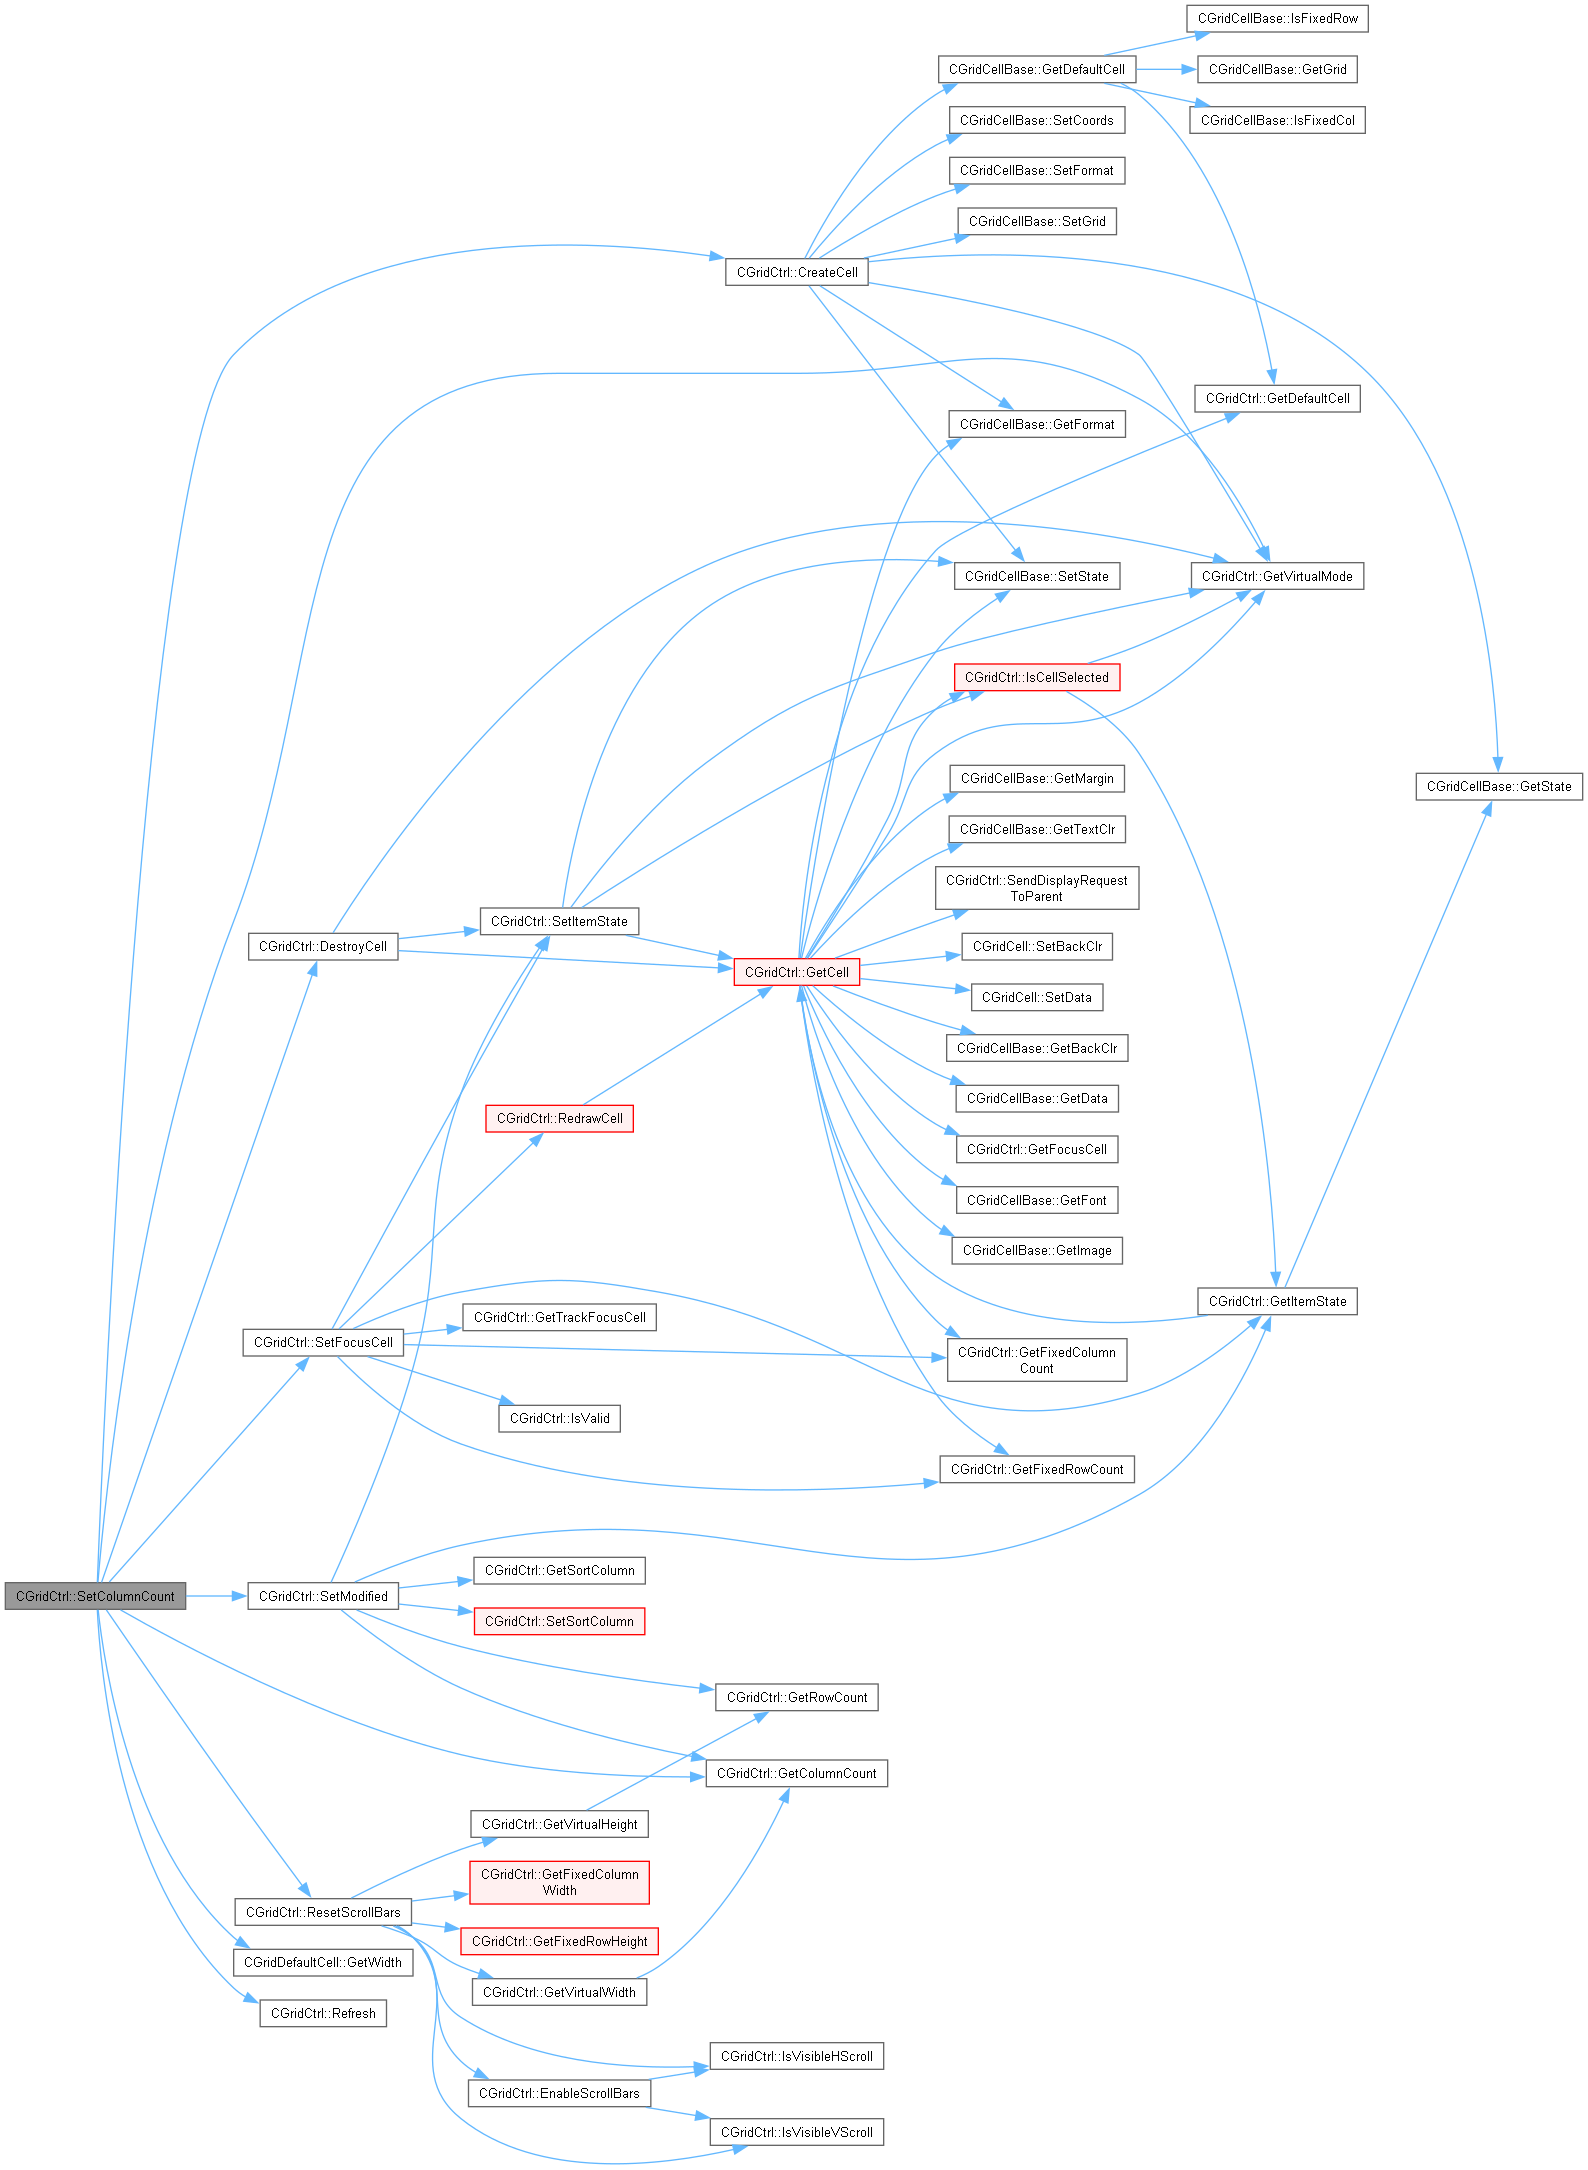 CGridCellBase::IsFixedRow
CGridCellBase::GetDefaultCell
CGridCellBase::GetGrid
CGridCellBase::SetCoords
CGridCellBase::IsFixedCol
CGridCellBase::SetFormat
CGridCellBase::SetGrid
CGridCtrl::CreateCell
CGridCtrl::GetDefaultCell
CGridCellBase::GetFormat
CGridCellBase::SetState
CGridCtrl::GetVirtualMode
CGridCtrl::IsCellSelected
CGridCellBase::GetMargin
CGridCellBase::GetState
CGridCellBase::GetTextClr
CGridCtrl::SendDisplayRequest
ToParent
CGridCtrl::SetItemState
CGridCtrl::DestroyCell
CGridCell::SetBackClr
CGridCtrl::GetCell
CGridCell::SetData
CGridCellBase::GetBackClr
CGridCellBase::GetData
CGridCtrl::RedrawCell
CGridCtrl::GetFocusCell
CGridCellBase::GetFont
CGridCellBase::GetImage
CGridCtrl::GetItemState
CGridCtrl::GetTrackFocusCell
CGridCtrl::SetFocusCell
CGridCtrl::GetFixedColumn
Count
CGridCtrl::IsValid
CGridCtrl::GetFixedRowCount
CGridCtrl::GetSortColumn
CGridCtrl::SetColumnCount
CGridCtrl::SetModified
CGridCtrl::SetSortColumn
CGridCtrl::GetRowCount
CGridCtrl::GetColumnCount
CGridCtrl::GetVirtualHeight
CGridCtrl::GetFixedColumn
Width
CGridCtrl::ResetScrollBars
CGridCtrl::GetFixedRowHeight
CGridDefaultCell::GetWidth
CGridCtrl::GetVirtualWidth
CGridCtrl::Refresh
CGridCtrl::IsVisibleHScroll
CGridCtrl::EnableScrollBars
CGridCtrl::IsVisibleVScroll